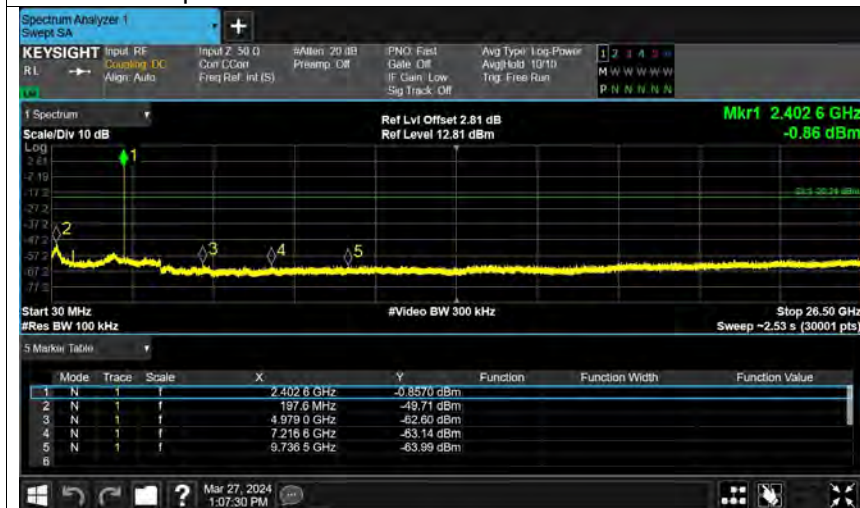 Spectrum Analyzer 1
Swept SA
+
KEYSIGHT Input: RF Input Z: 50 Ω #Atten: 20 dB PNO: Fast Avg Type: Log-Power 1 2 3 4 5 6
RL Coupling: DC Corr CCorr Preamp: Off Gate: Off Avg|Hold: 10/10 M W W W W W
Align: Auto Freq Ref: Int (S) IF Gain: Low Trig: Free Run
Sig Track: Off P N N N N N
1 Spectrum Ref Lvl Offset 2.81 dB Mkr1 2.402 6 GHz
Scale/Div 10 dB Ref Level 12.81 dBm -0.86 dBm
Log
2.81
-7.19
-17.2
-27.2
-37.2
-47.2
-57.2
-67.2
-77.2
1
2
3
4
5
Start 30 MHz #Video BW 300 kHz Stop 26.50 GHz
#Res BW 100 kHz Sweep ~2.53 s (30001 pts)
5 Marker Table
Mode Trace Scale X Y Function Function Width Function Value
1 N 1 f 2.402 6 GHz -0.8570 dBm
2 N 1 f 197.6 MHz -49.71 dBm
3 N 1 f 4.979 0 GHz -62.60 dBm
4 N 1 f 7.216 6 GHz -63.14 dBm
5 N 1 f 9.736 5 GHz -63.99 dBm
6
?
Mar 27, 2024
1:07:30 PM